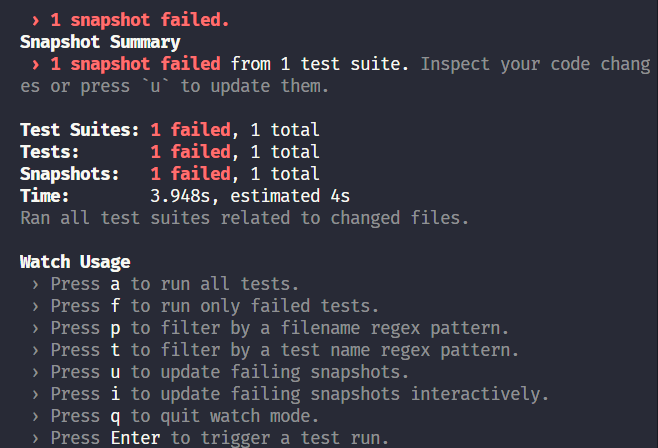 › 1 snapshot failed.
Snapshot Summary
› 1 snapshot failed from 1 test suite. Inspect your code chang
es or press `u` to update them.
Test Suites: 1 failed, 1 total
Tests: 1 failed, 1 total
Snapshots: 1 failed, 1 total
Time: 3.948s, estimated 4s
Ran all test suites related to changed files.
Watch Usage
› Press a to run all tests.
› Press f to run only failed tests.
› Press p to filter by a filename regex pattern.
› Press t to filter by a test name regex pattern.
› Press u to update failing snapshots.
› Press i to update failing snapshots interactively.
› Press q to quit watch mode.
› Press Enter to trigger a test run.